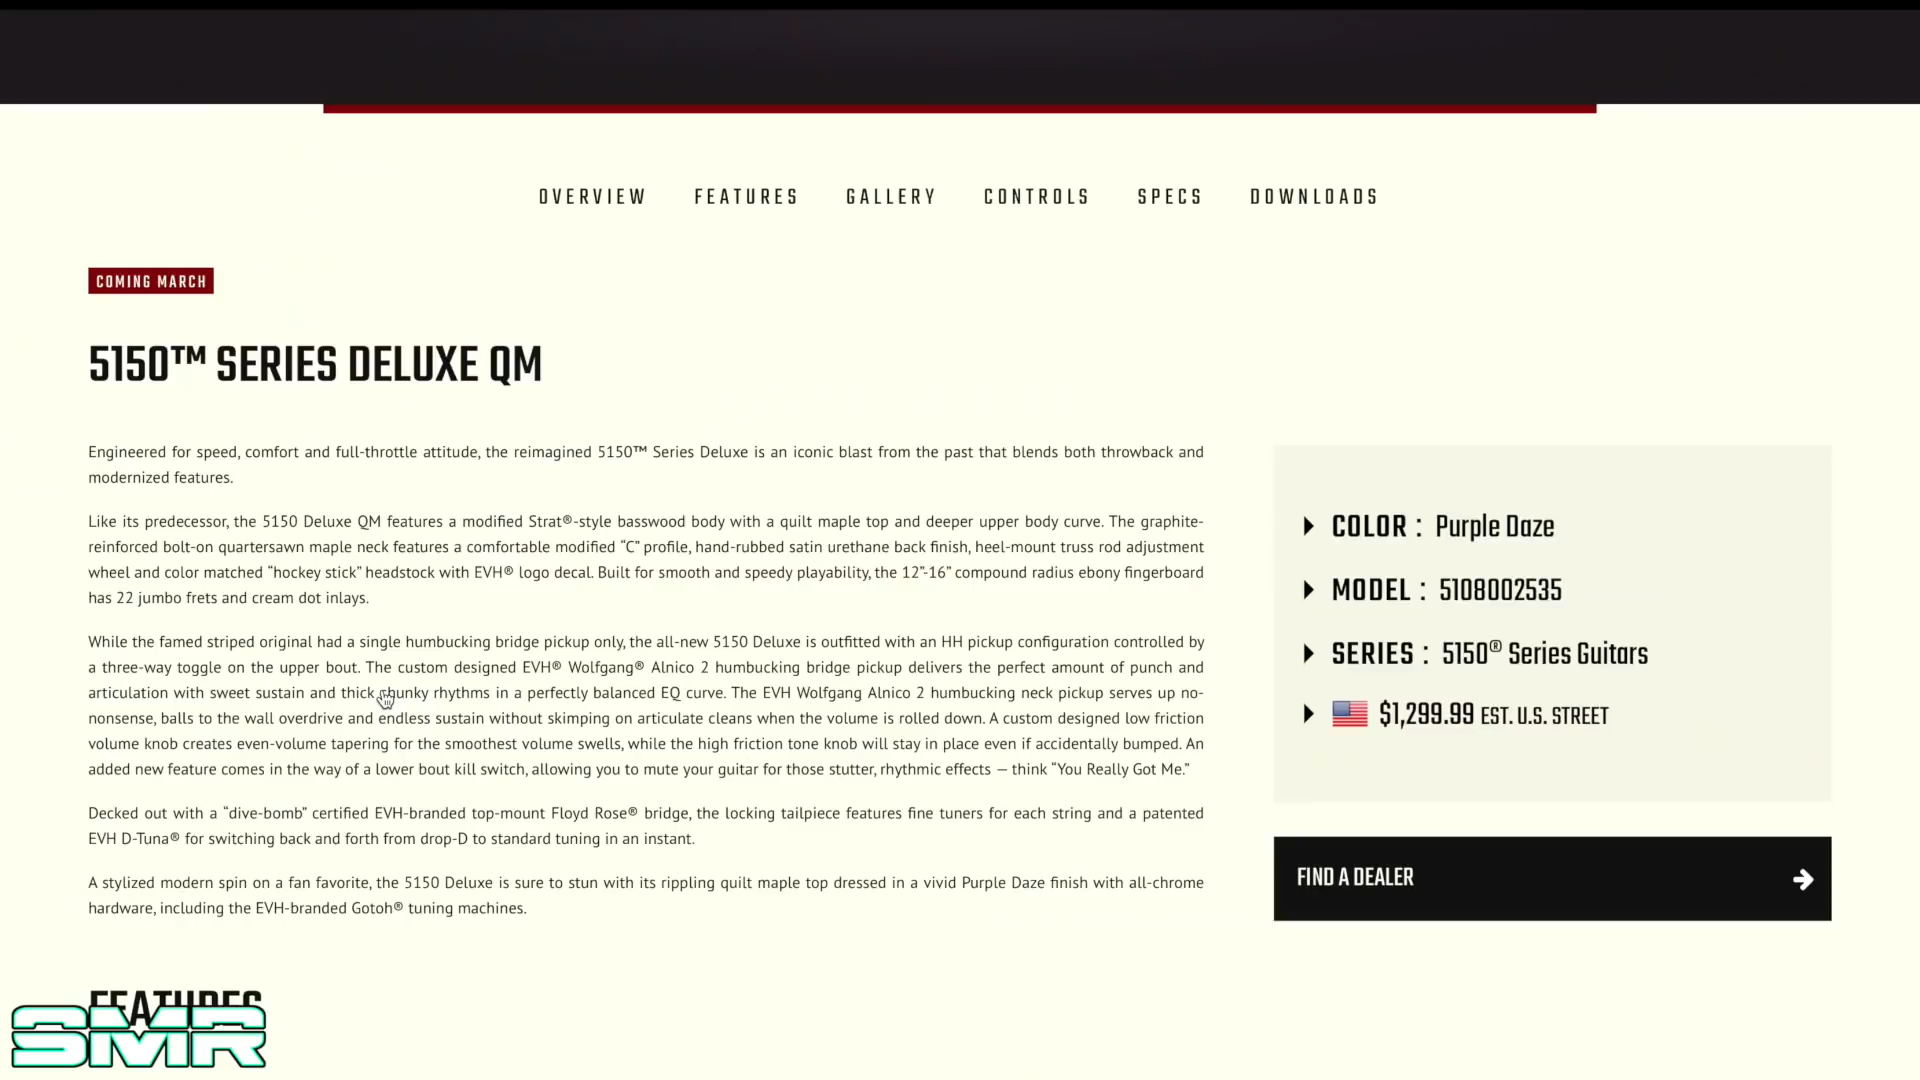 OVERVIEW FEATURES GALLERY CONTROLS SPECS DOWNLOADS
COMING MARCH
5150™ SERIES DELUXE QM
Engineered for speed, comfort and full-throttle attitude, the reimagined 5150™ Series Deluxe is an iconic blast from the past that blends both throwback and
modernized features.
Like its predecessor, the 5150 Deluxe QM features a modified Strat®-style basswood body with a quilt maple top and deeper upper body curve. The graphite-
reinforced bolt-on quartersawn maple neck features a comfortable modified “C” profile, hand-rubbed satin urethane back finish, heel-mount truss rod adjustment
wheel and color matched “hockey stick” headstock with EVH® logo decal. Built for smooth and speedy playability, the 12”-16” compound radius ebony fingerboard
has 22 jumbo frets and cream dot inlays.
While the famed striped original had a single humbucking bridge pickup only, the all-new 5150 Deluxe is outfitted with an HH pickup configuration controlled by
a three-way toggle on the upper bout. The custom designed EVH® Wolfgang® Alnico 2 humbucking bridge pickup delivers the perfect amount of punch and
articulation with sweet sustain and thick chunky rhythms in a perfectly balanced EQ curve. The EVH Wolfgang Alnico 2 humbucking neck pickup serves up no-
nonsense, balls to the wall overdrive and endless sustain without skimping on articulate cleans when the volume is rolled down. A custom designed low friction
volume knob creates even-volume tapering for the smoothest volume swells, while the high friction tone knob will stay in place even if accidentally bumped. An
added new feature comes in the way of a lower bout kill switch, allowing you to mute your guitar for those stutter, rhythmic effects — think “You Really Got Me.”
Decked out with a “dive-bomb” certified EVH-branded top-mount Floyd Rose® bridge, the locking tailpiece features fine tuners for each string and a patented
EVH D-Tuna® for switching back and forth from drop-D to standard tuning in an instant.
A stylized modern spin on a fan favorite, the 5150 Deluxe is sure to stun with its rippling quilt maple top dressed in a vivid Purple Daze finish with all-chrome
hardware, including the EVH-branded Gotoh® tuning machines.
COLOR : Purple Daze
MODEL : 5108002535
SERIES : 5150® Series Guitars
$1,299.99 EST. U.S. STREET
FIND A DEALER
FEATURES
SMR